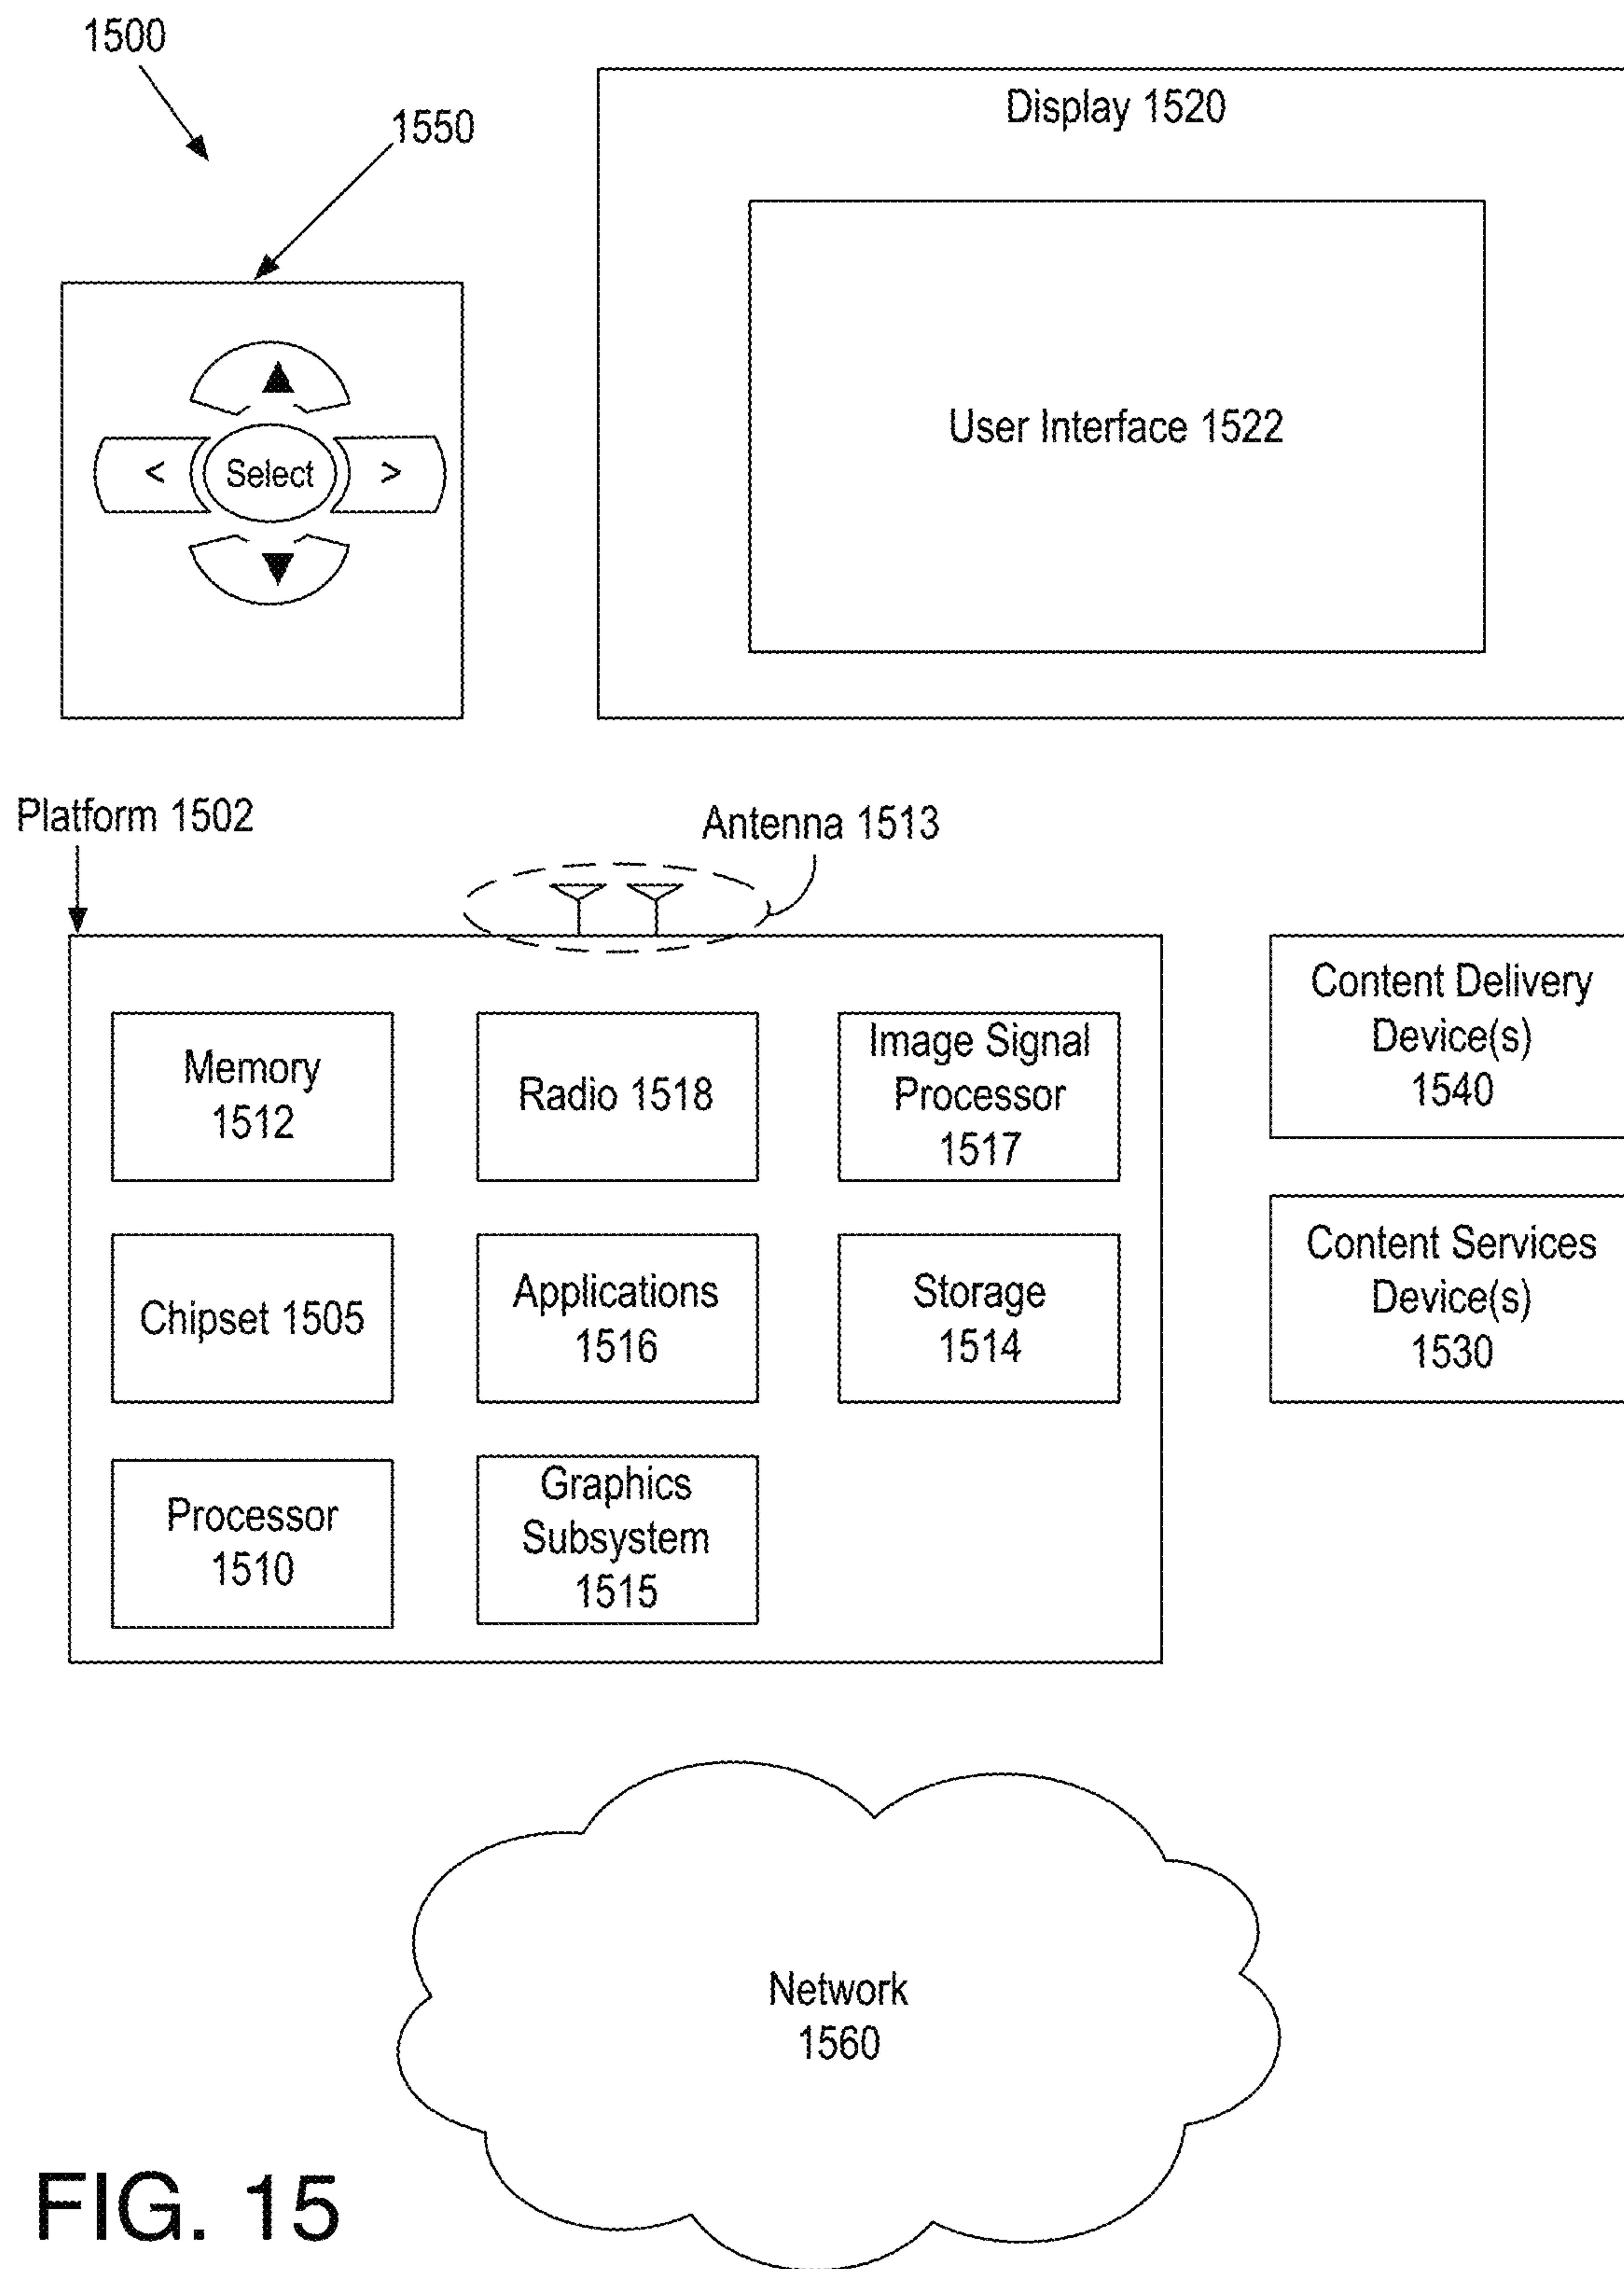 1500
1550
Display 1520
User Interface 1522
<
Select
>
Platform 1502
Antenna 1513
Memory
1512
Radio 1518
Image Signal
Processor
1517
Chipset 1505
Applications
1516
Storage
1514
Processor
1510
Graphics
Subsystem
1515
Content Delivery
Device(s)
1540
Content Services
Device(s)
1530
Network
1560
FIG. 15